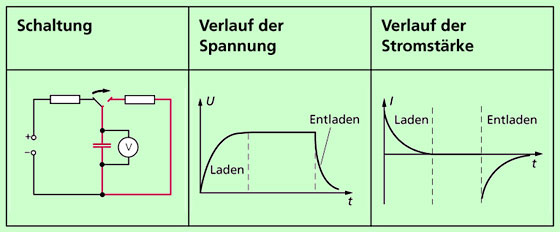 Schaltung
Verlauf der
Spannung
Verlauf der
Stromstärke
+
−
V
U
Laden
Entladen
t
I
Laden
Entladen
t